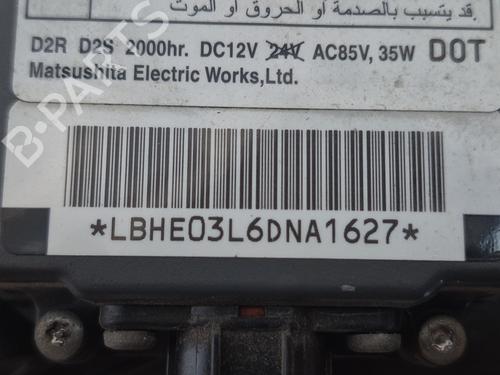 قد يتسبب بالصدمة أو الحروق أو الموت.
D2R D2S 2000hr. DC12V 24V AC85V, 35W DOT
Matsushita Electric Works,Ltd.
*LBHE03L6DNA1627*
B-PARTS